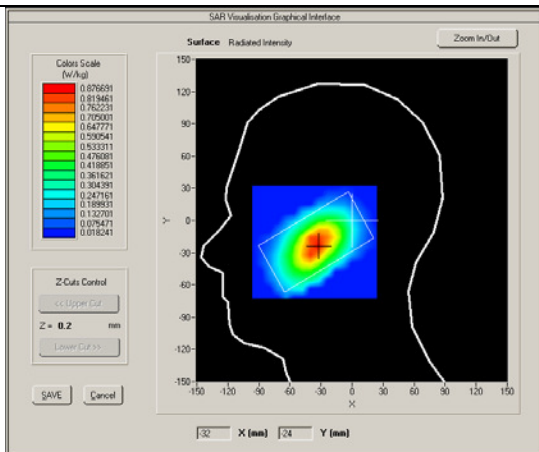 SAR Visualisation Graphical Interface
Surface Radiated Intensity
Zoom In/Out
Colors Scale
(W/kg)
0.876691
0.819461
0.762231
0.705001
0.647771
0.590541
0.533311
0.476081
0.418851
0.361621
0.304391
0.247161
0.189931
0.132701
0.075471
0.018241
Z-Cuts Control
<< Upper Cut
Z = 0.2 mm
Lower Cut >>
SAVE Cancel
150
120
90
60
30
0
-30
-60
-90
-120
-150
Y
-150 -120 -90 -60 -30 0 30 60 90 120 150
X
-32 X (mm) -24 Y (mm)